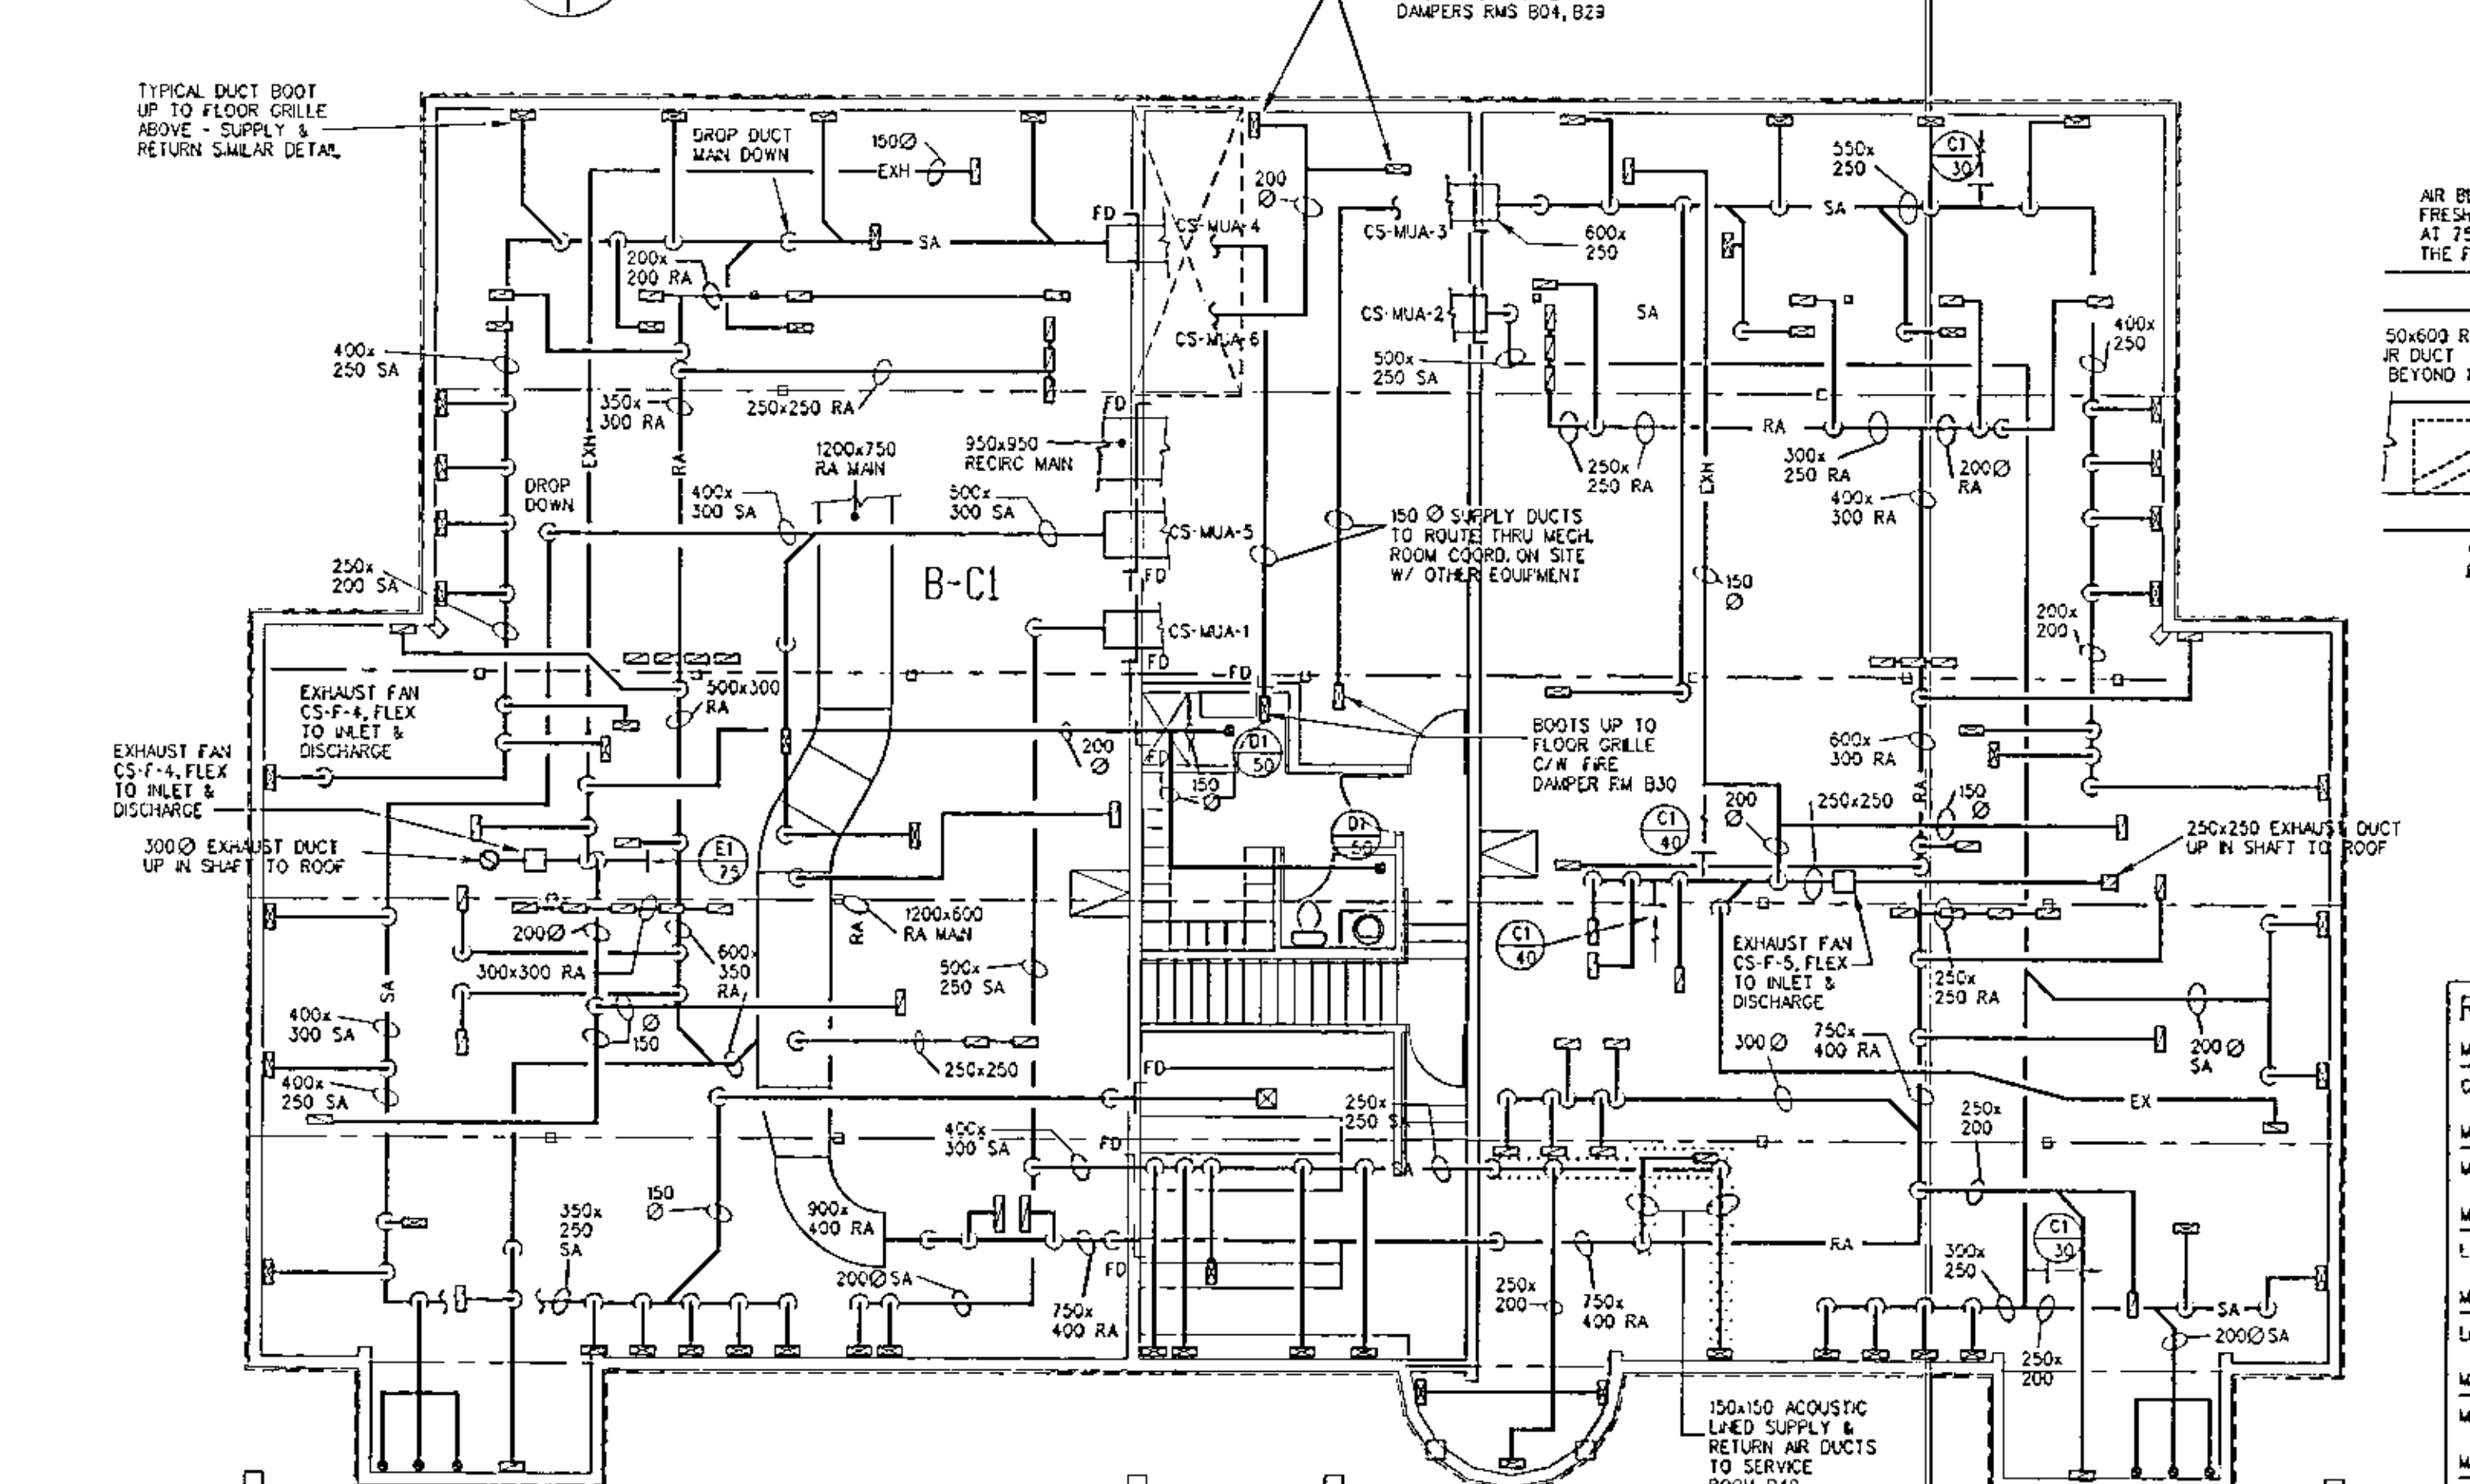 DAMPERS RMS B04, B29
TYPICAL DUCT BOOT
UP TO FLOOR GRILLE
ABOVE - SUPPLY &
RETURN SIMILAR DETAIL
DROP DUCT
MAIN DOWN
150Ø
EXH
FD
CS-MUA-4
SA
200x
200 RA
200
Ø
CS-MUA-3
CS-MUA-6
CS-MUA-2
600x
250
550x
250
C1
30
SA
SA
AIR
FRESH
AT
THE
400x
250 SA
350x
300 RA
250x250 RA
500x
250 SA
400x
250
50x600
DUCT
BEYOND
FD
EXH
RA
1200x750
RA MAIN
950x950
RECIRC MAIN
DROP
DOWN
400x
300 SA
500x
300 SA
CS-MUA-5
FD
250x
250 RA
RA
300x
250 RA
200Ø
RA
400x
300 RA
EXH
150 Ø SUPPLY DUCTS
TO ROUTE THRU MECH.
ROOM COORD. ON SITE
W/ OTHER EQUIPMENT
150
Ø
250x
200 SA
B-C1
CS-MUA-1
FD
FD
200x
200
EXHAUST FAN
CS-F-4, FLEX
TO INLET &
DISCHARGE
500x300
RA
EXHAUST FAN
CS-F-4, FLEX
TO INLET &
DISCHARGE
200
Ø
FD
D1
50
150
Ø
BOOTS UP TO
FLOOR GRILLE
C/W FIRE
DAMPER RM B30
600x
300 RA
RA
300Ø EXHAUST DUCT
UP IN SHAFT TO ROOF
E1
75
D1
50
C1
40
200
Ø
250x250
150
Ø
250x250 EXHAUST DUCT
UP IN SHAFT TO ROOF
200Ø
300x300 RA
600x
350
RA
RA
1200x600
RA MAIN
500x
250 SA
C1
40
EXHAUST FAN
CS-F-5, FLEX
TO INLET &
DISCHARGE
250x
250 RA
SA
400x
300 SA
Ø
150
250x250
FD
300Ø
750x
400 RA
200Ø
SA
400x
250 SA
400x
300 SA
FD
250x
250 SA
EX
250x
200
350x
250
SA
150
Ø
900x
400 RA
200Ø SA
FD
750x
400 RA
250x
200
750x
400 RA
RA
C1
30
300x
250
SA
200Ø SA
250x
200
150x150 ACOUSTIC
LINED SUPPLY &
RETURN AIR DUCTS
TO SERVICE